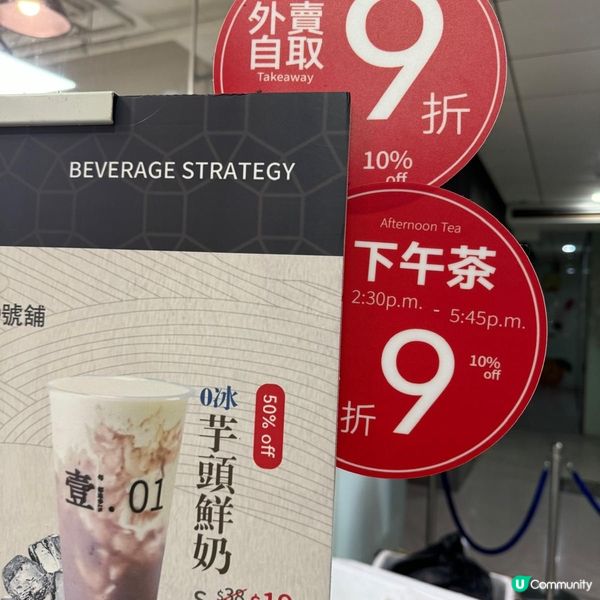 外賣
自取
Takeaway
9折
10%
off
BEVERAGE STRATEGY
Afternoon Tea
下午茶
2:30p.m. - 5:45p.m.
9折
10%
off
號舖
0冰
芋頭鮮奶
50% off
壹.01
$38
U Community